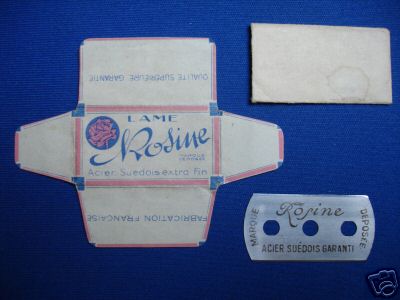 QUALITÉ SUPÉRIEURE GARANTIE
LAME
Rosine
MARQUE
DÉPOSÉE
Acier Suédois extra fin
FABRICATION FRANÇAISE
Rosine
MARQUE
DÉPOSÉE
ACIER SUÉDOIS GARANTI
eBay